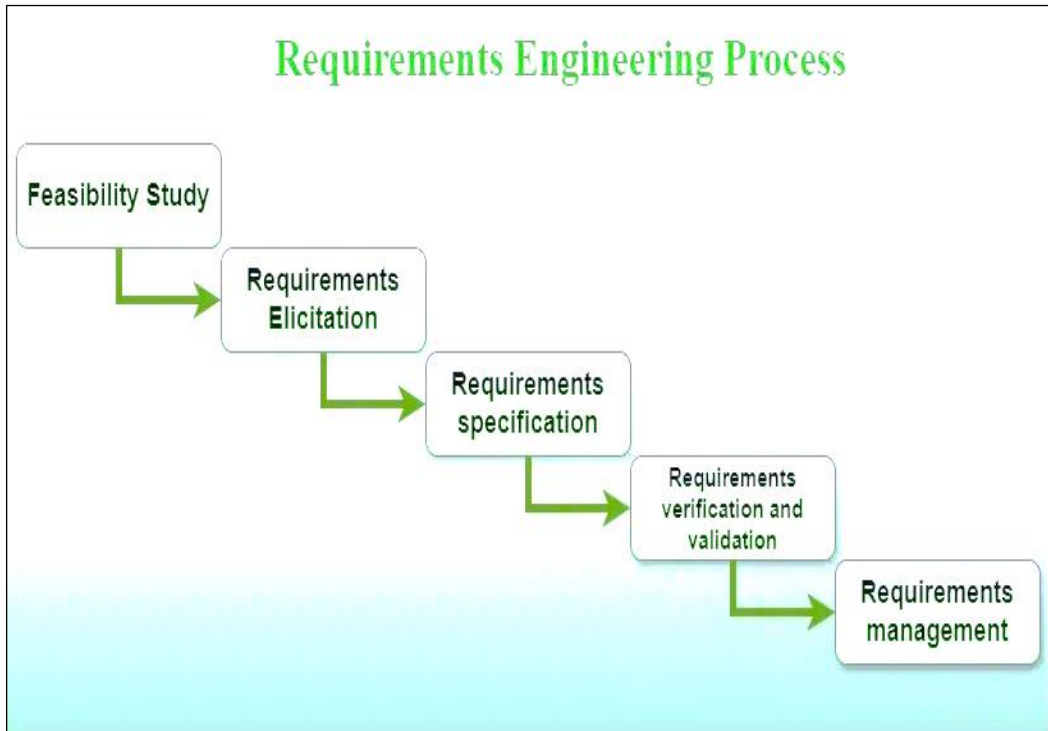 Requirements Engineering Process
Feasibility Study
Requirements
Elicitation
Requirements
specification
Requirements
verification and
validation
Requirements
management